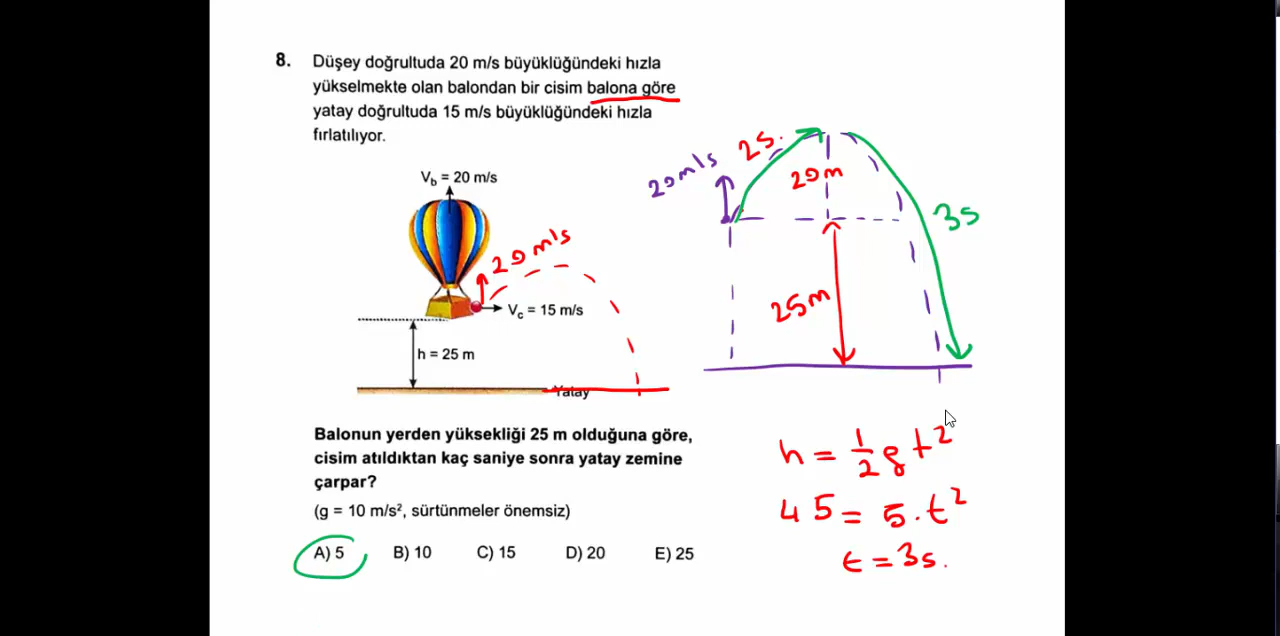 8. Düşey doğrultuda 20 m/s büyüklüğündeki hızla
yükselmekte olan balondan bir cisim balona göre
yatay doğrultuda 15 m/s büyüklüğündeki hızla
fırlatılıyor.
V_b = 20 m/s
20 m/s
V_c = 15 m/s
h = 25 m
Yatay
20 m/s
2s.
20m
3s
25m
Balonun yerden yüksekliği 25 m olduğuna göre,
cisim atıldıktan kaç saniye sonra yatay zemine
çarpar?
(g = 10 m/s², sürtünmeler önemsiz)
A) 5 B) 10 C) 15 D) 20 E) 25
h = 1/2 g t²
45 = 5.t²
t = 3s.